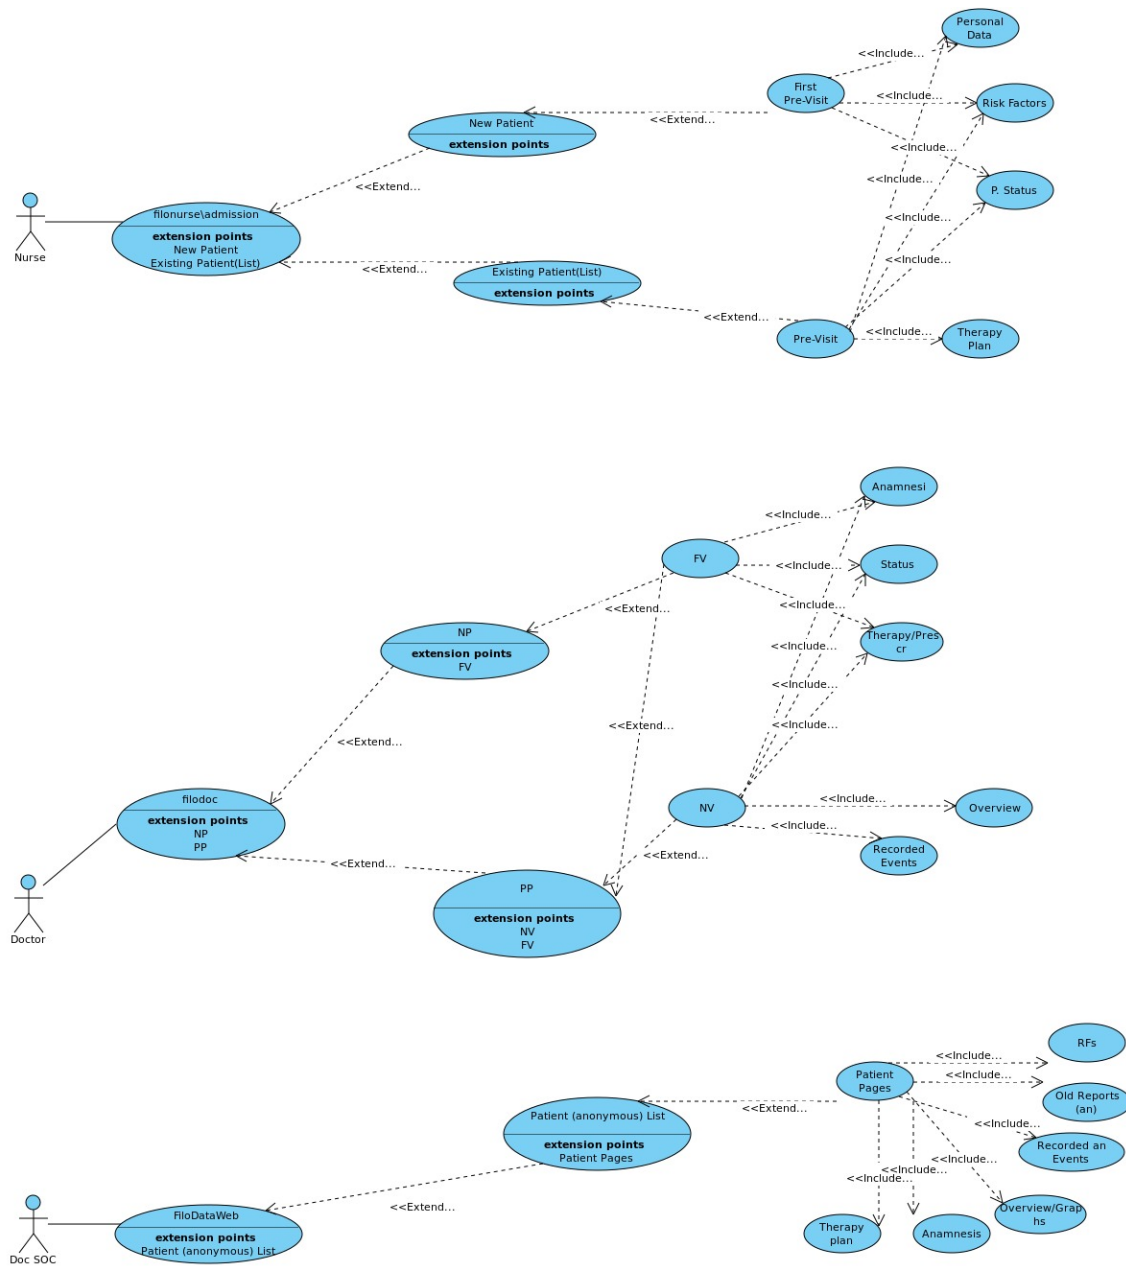 Personal
Data
<<Include...
First
Pre-Visit
<<Include...
Risk Factors
<<Extend...
New Patient
extension points
<<Include...
<<Include...
P. Status
<<Extend...
filonurse\admission
extension points
New Patient
Existing Patient(List)
Nurse
<<Include...
<<Include...
<<Extend...
Existing Patient(List)
extension points
<<Extend...
Pre-Visit
<<Include...
Therapy
Plan
Anamnesi
<<Include...
FV
<<Include...
Status
<<Extend...
<<Include...
NP
extension points
FV
Therapy/Pres
cr
<<Include...
<<Include...
<<Include...
<<Extend...
<<Extend...
filodoc
extension points
NP
PP
NV
<<Include...
Overview
<<Include...
Recorded
Events
<<Extend...
<<Extend...
Doctor
PP
extension points
NV
FV
RFs
<<Include...
Patient
Pages
<<Include...
Old Reports
(an)
<<Extend...
Patient (anonymous) List
extension points
Patient Pages
<<Include...
Recorded an
Events
<<Include...
<<Include...
<<Include...
<<Extend...
Overview/Grap
hs
FiloDataWeb
extension points
Patient (anonymous) List
Doc SOC
Therapy
plan
Anamnesis